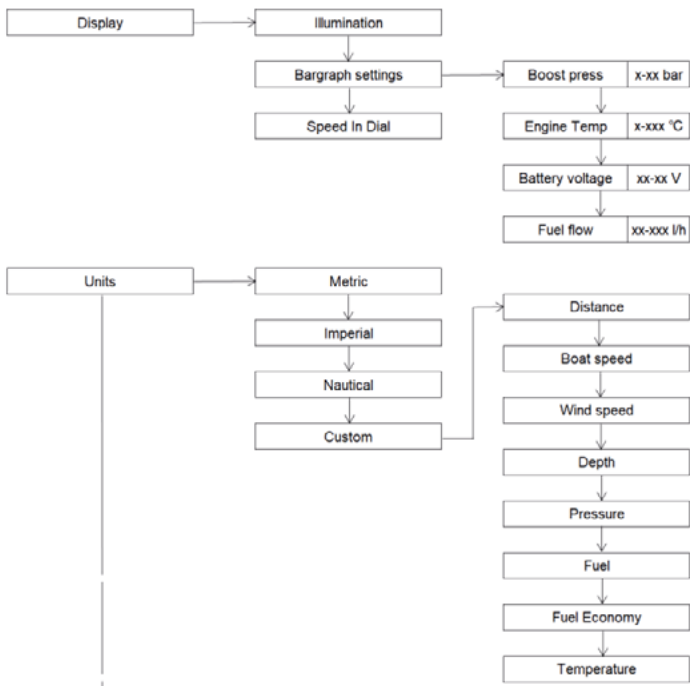 Display
Illumination
Bargraph settings
Boost press x-xx bar
Speed In Dial
Engine Temp x-xxx °C
Battery voltage xx-xx V
Fuel flow xx-xxx l/h
Units
Metric
Imperial
Nautical
Custom
Distance
Boat speed
Wind speed
Depth
Pressure
Fuel
Fuel Economy
Temperature